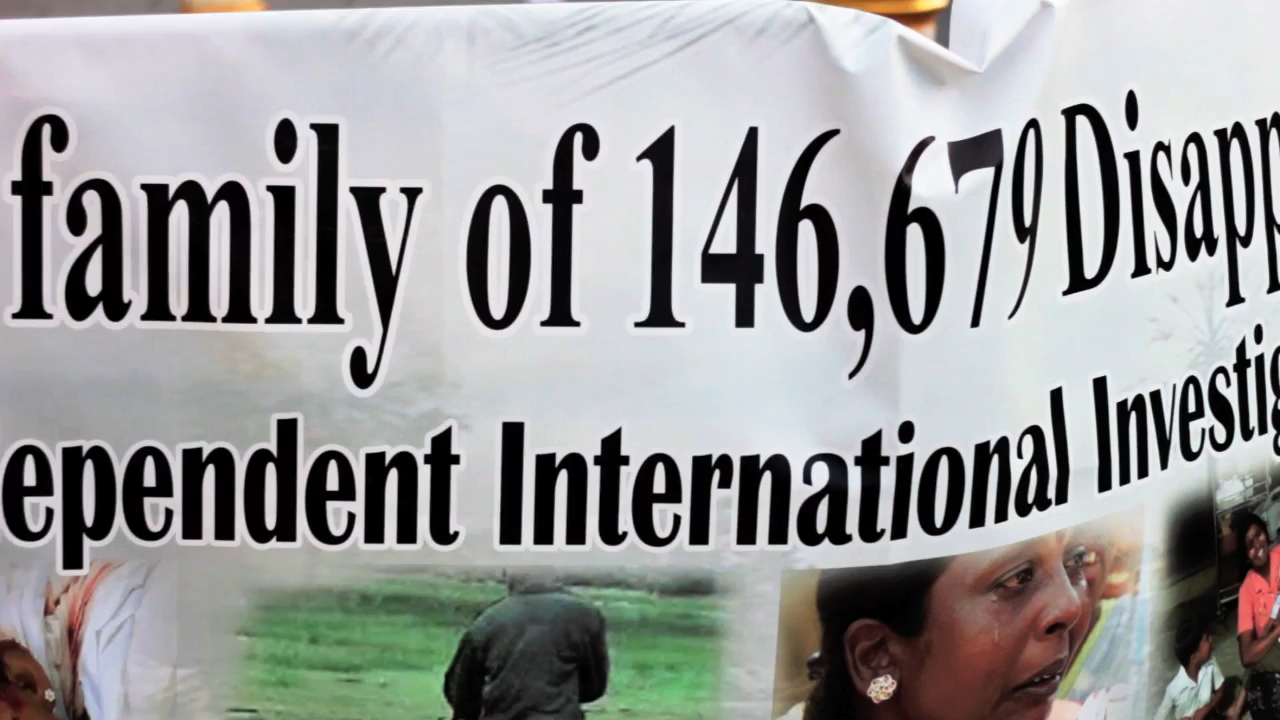 family of 146,679 Disapp
ependent International Investig